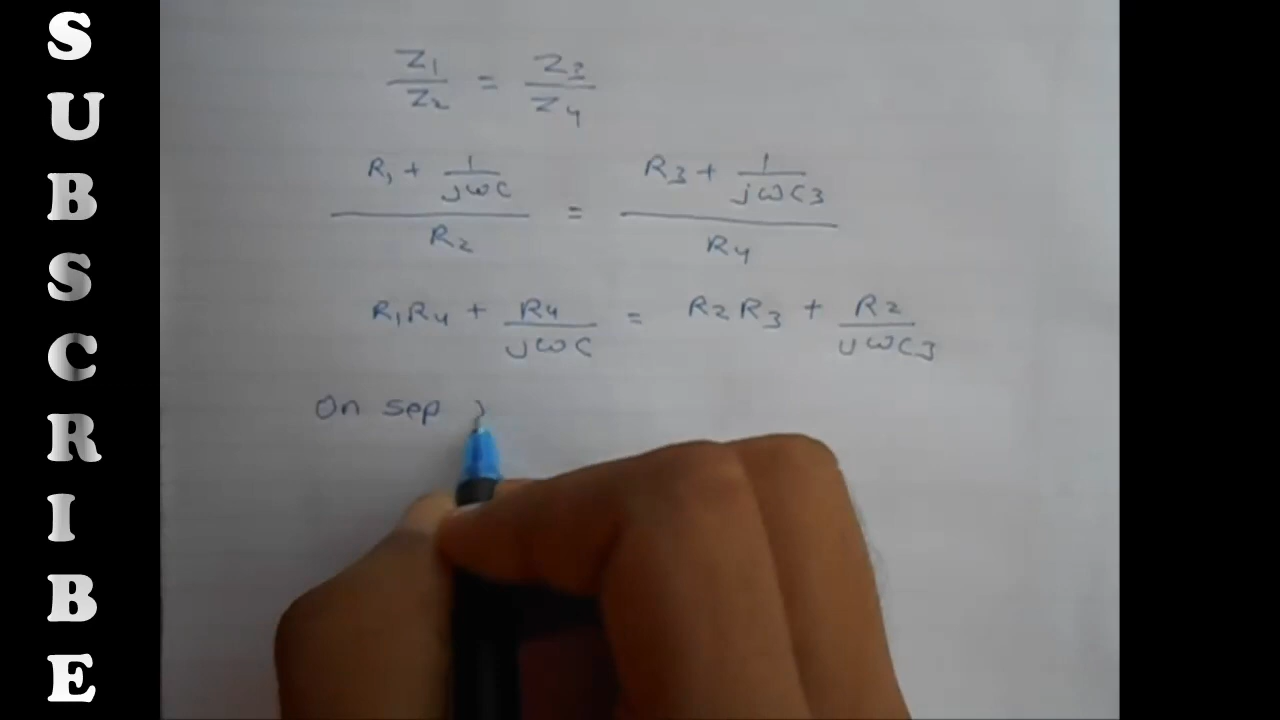 SUBSCRIBE
Z1/Z2 = Z3/Z4
(R1 + 1/jωC)/R2 = (R3 + 1/jωC3)/R4
R1R4 + R4/jωC = R2R3 + R2/jωC3
On sep